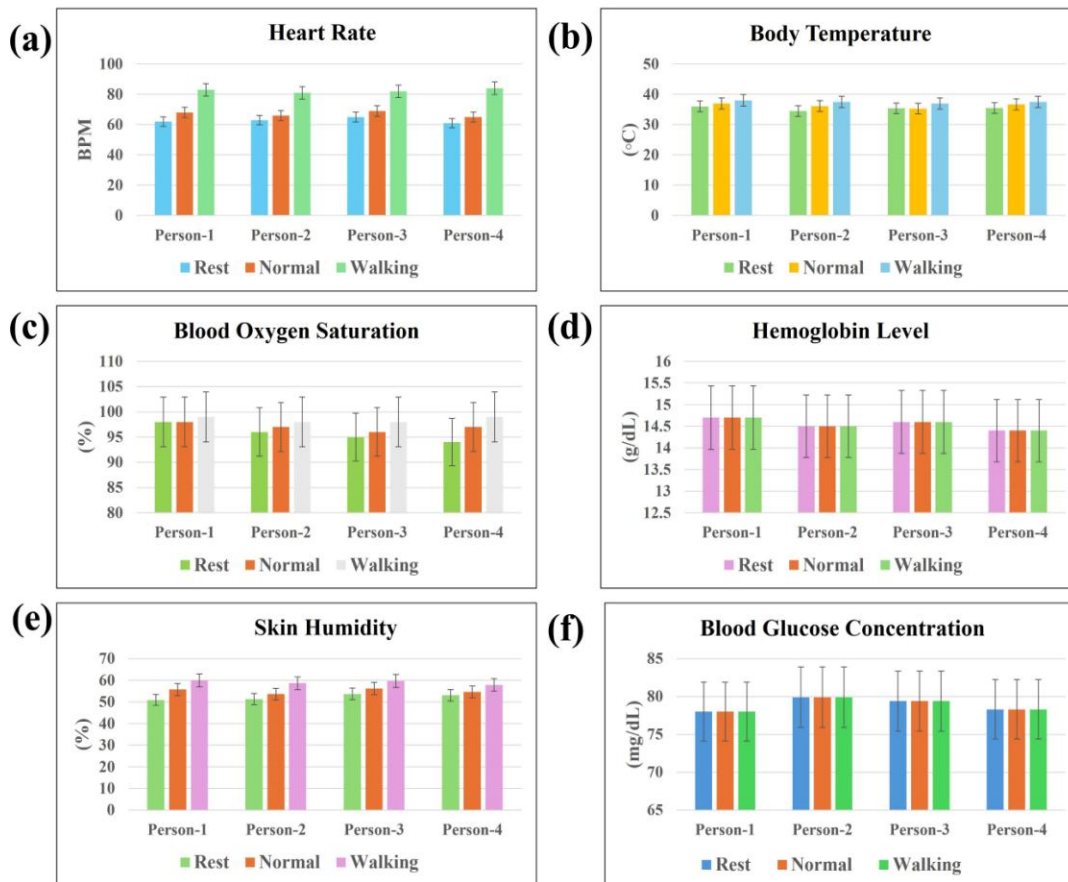 (a)
Heart Rate
100
80
60
40
20
0
BPM
Person-1 Person-2 Person-3 Person-4
Rest Normal Walking
(b)
Body Temperature
50
40
30
20
10
0
(°C)
Person-1 Person-2 Person-3 Person-4
Rest Normal Walking
(c)
Blood Oxygen Saturation
110
105
100
95
90
85
80
(%)
Person-1 Person-2 Person-3 Person-4
Rest Normal Walking
(d)
Hemoglobin Level
16
15.5
15
14.5
14
13.5
13
12.5
(g/dL)
Person-1 Person-2 Person-3 Person-4
Rest Normal Walking
(e)
Skin Humidity
70
60
50
40
30
20
10
0
(%)
Person-1 Person-2 Person-3 Person-4
Rest Normal Walking
(f)
Blood Glucose Concentration
85
80
75
70
65
(mg/dL)
Person-1 Person-2 Person-3 Person-4
Rest Normal Walking